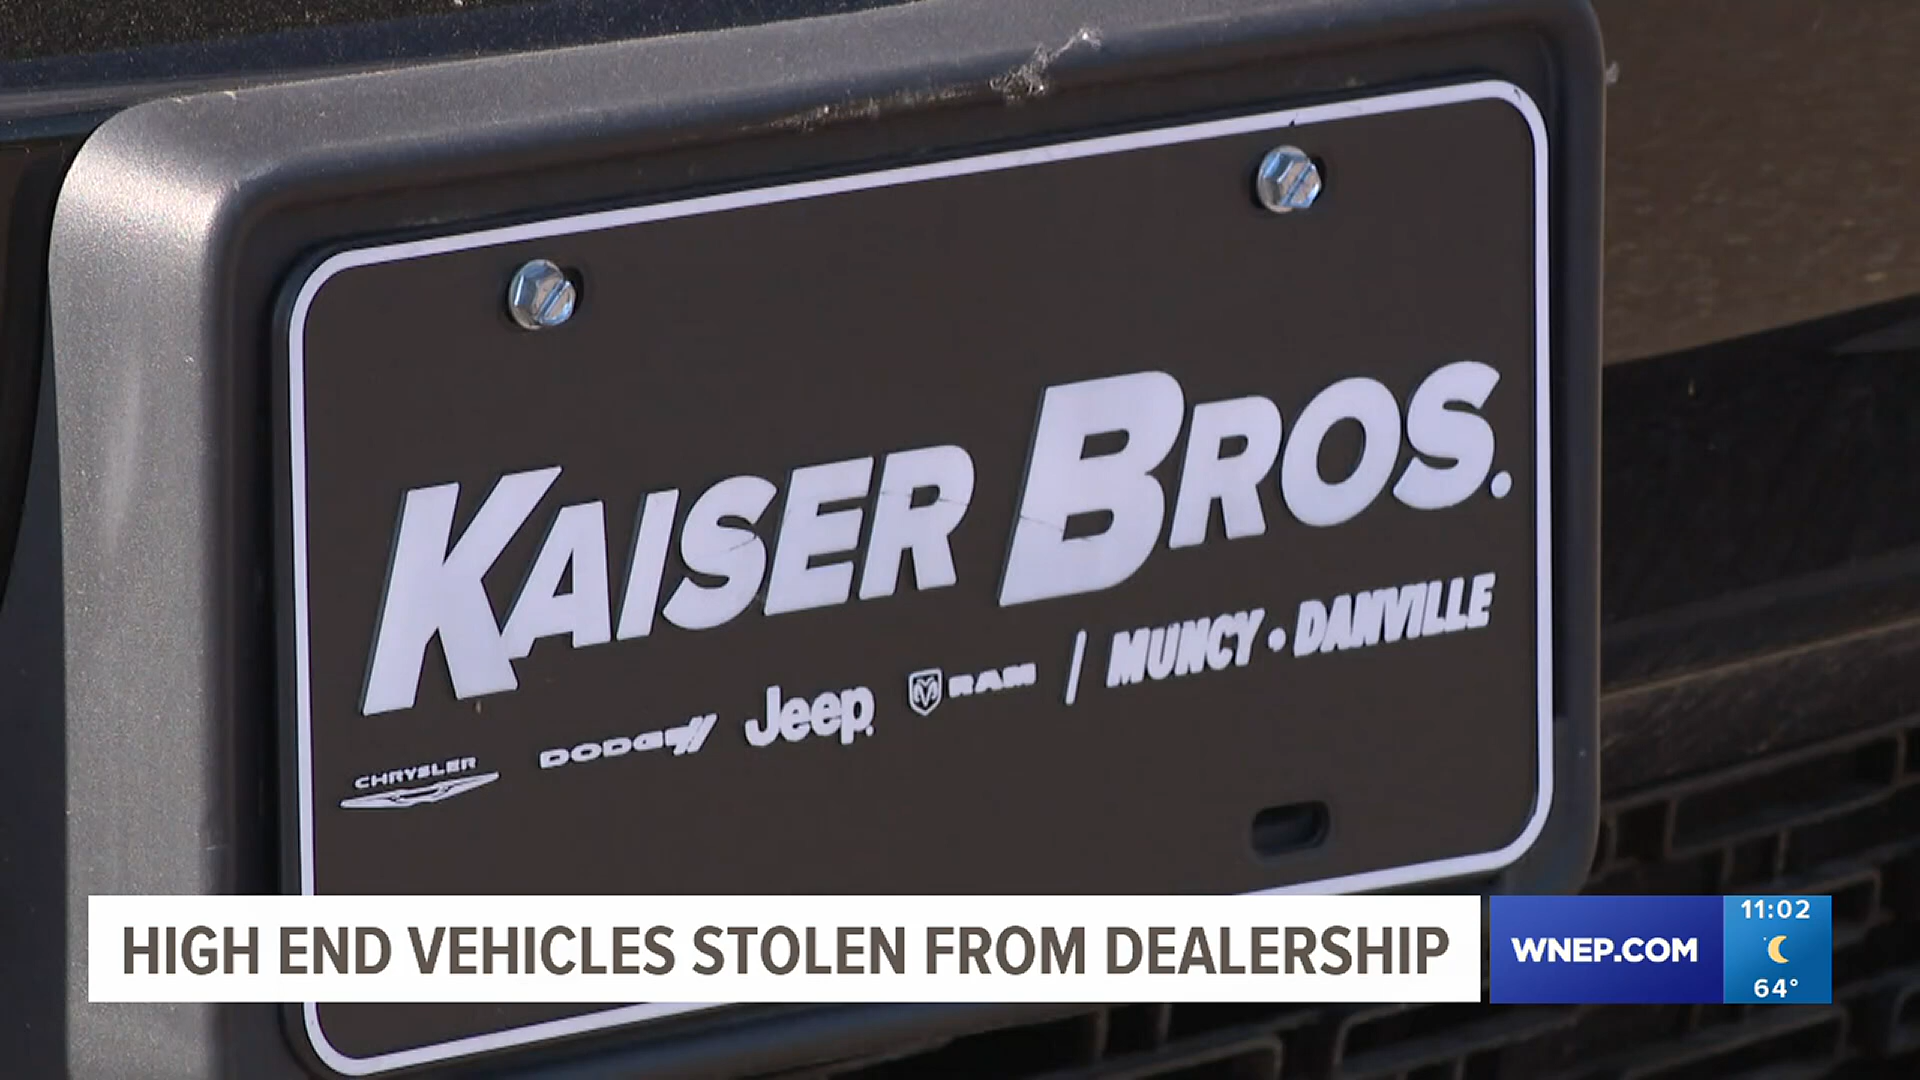 KAISER BROS.
CHRYSLER DODGE Jeep RAM / MUNCY • DANVILLE
HIGH END VEHICLES STOLEN FROM DEALERSHIP
WNEP.COM
11:02
64°